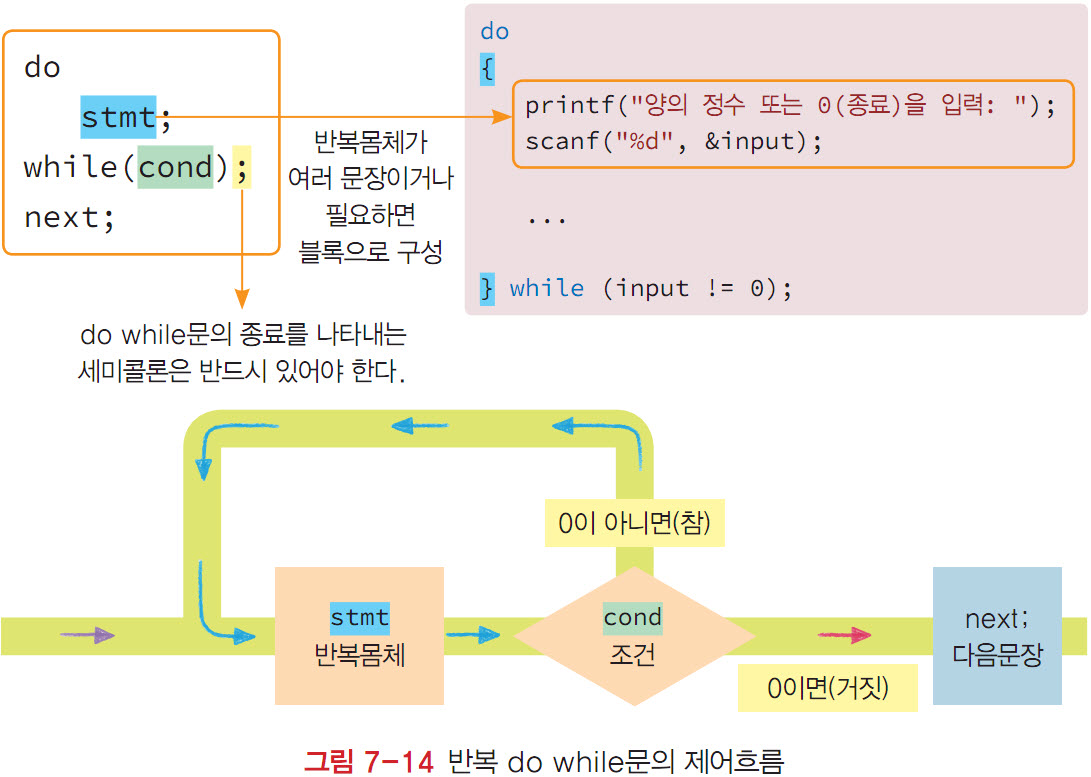 do
stmt;
while(cond);
next;
반복몸체가
여러 문장이거나
필요하면
블록으로 구성
do while문의 종료를 나타내는
세미콜론은 반드시 있어야 한다.
do
{
printf("양의 정수 또는 0(종료)을 입력: ");
scanf("%d", &input);
...
} while (input != 0);
0이 아니면(참)
stmt
반복몸체
cond
조건
0이면(거짓)
next;
다음문장
그림 7-14 반복 do while문의 제어흐름